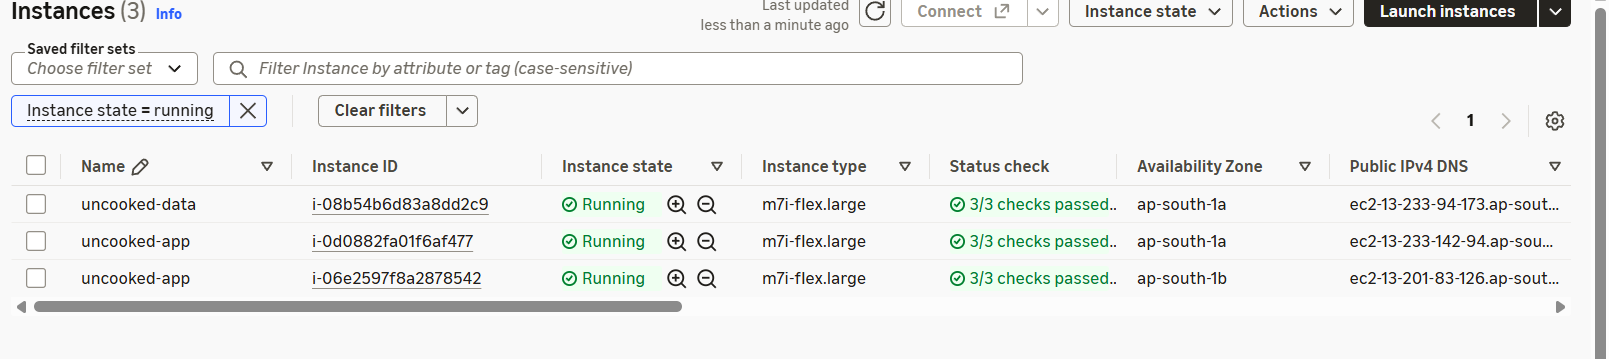 Instances (3) Info
Last updated
less than a minute ago
Connect
Instance state
Actions
Launch instances
Saved filter sets
Choose filter set
Filter Instance by attribute or tag (case-sensitive)
Instance state = running
Clear filters
1
Name Instance ID Instance state Instance type Status check Availability Zone Public IPv4 DNS
uncooked-data i-08b54b6d83a8dd2c9 Running m7i-flex.large 3/3 checks passed.. ap-south-1a ec2-13-233-94-173.ap-sout...
uncooked-app i-0d0882fa01f6af477 Running m7i-flex.large 3/3 checks passed.. ap-south-1a ec2-13-233-142-94.ap-sou...
uncooked-app i-06e2597f8a2878542 Running m7i-flex.large 3/3 checks passed.. ap-south-1b ec2-13-201-83-126.ap-sout...